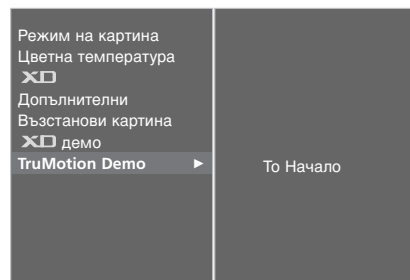 Режим на картина
Цветна температура
XD
Допълнителни
Възстанови картина
XD демо
TruMotion Demo ►
То Начало